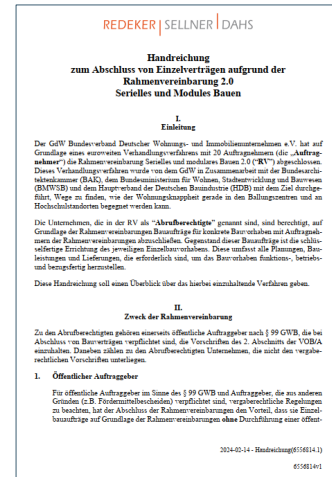 REDEKER | SELLNER | DAHS
Handreichung
zum Abschluss von Einzelverträgen aufgrund der
Rahmenvereinbarung 2.0
Serielles und Modules Bauen
I.
Einleitung
Der GdW Bundesverband Deutscher Wohnungs- und Immobilienunternehmen e.V. hat auf
Grundlage eines euroweiten Verhandlungsverfahrens mit 20 Auftragnehmern (die „Auftrag-
nehmer“) die Rahmenvereinbarung Serielles und modulares Bauen 2.0 ("RV") abgeschlossen.
Dieses Verhandlungsverfahren wurde von dem GdW in Zusammenarbeit mit der Bundesarchi-
tektenkammer (BAK), dem Bundesministerium für Wohnen, Stadtentwicklung und Bauwesen
(BMWSB) und dem Hauptverband der Deutschen Bauindustrie (HDB) mit dem Ziel durchge-
führt, Wege zu finden, wie der Wohnungsknappheit gerade in den Ballungszentren und an
Hochschulstandorten begegnet werden kann.
Die Unternehmen, die in der RV als “Abrufberechtigte” genannt sind, sind berechtigt, auf
Grundlage der Rahmenvereinbarungen Bauaufträge für konkrete Bauvorhaben mit Auftragneh-
mern der Rahmenvereinbarungen abzuschließen. Gegenstand dieser Bauaufträge ist die schlüs-
selfertige Errichtung des jeweiligen Einzelbauvorhabens. Diese umfasst alle Planungen, Bau-
leistungen und Lieferungen, die erforderlich sind, um das Bauvorhaben funktions-, betriebs-
und bezugsfertig herzustellen.
Diese Handreichung soll einen Überblick über das hierbei einzuhaltende Verfahren geben.
II.
Zweck der Rahmenvereinbarung
Zu den Abrufberechtigten gehören einerseits öffentliche Auftraggeber nach § 99 GWB, die bei
Abschluss von Bauverträgen verpflichtet sind, die Vorschriften des 2. Abschnitts der VOB/A
einzuhalten. Daneben zählen zu den Abrufberechtigten Unternehmen, die nicht den vergabe-
rechtlichen Vorschriften unterliegen.
1. Öffentlicher Auftraggeber
Für öffentliche Auftraggeber im Sinne des § 99 GWB und Auftraggeber, die aus anderen
Gründen (z.B. Fördermittelbescheiden) verpflichtet sind, vergaberechtliche Regelungen
zu beachten, hat der Abschluss der Rahmenvereinbarungen den Vorteil, dass sie Einzel-
bauaufträge auf Grundlage der Rahmenvereinbarungen ohne Durchführung einer öffent-
2024-02-14 - Handreichung(6556814.1)
6556814v1